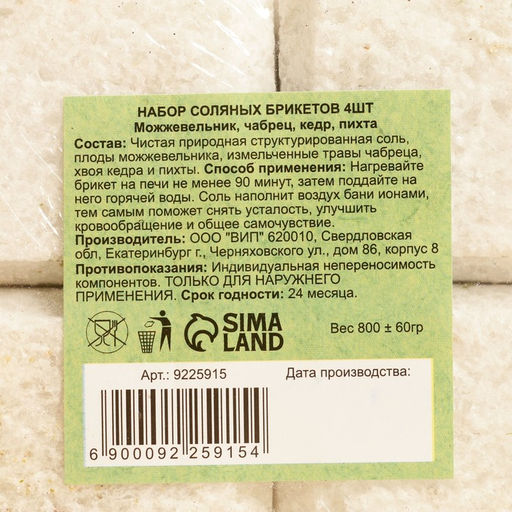 НАБОР СОЛЯНЫХ БРИКЕТОВ 4ШТ
Можжевельник, чабрец, кедр, пихта
Состав: Чистая природная структурированная соль,
плоды можжевельника, измельченные травы чабреца,
хвоя кедра и пихты. Способ применения: Нагревайте
брикет на печи не менее 90 минут, затем поддайте на
него горячей воды. Соль наполнит воздух бани ионами,
тем самым поможет снять усталость, улучшить
кровообращение и общее самочувствие.
Производитель: ООО "ВИП" 620010, Свердловская
обл, Екатеринбург г., Черняховского ул., дом 86, корпус 8
Противопоказания: Индивидуальная непереносимость
компонентов. ТОЛЬКО ДЛЯ НАРУЖНЕГО
ПРИМЕНЕНИЯ. Срок годности: 24 месяца.
SIMA
LAND
Вес 800 ± 60гр
Арт.: 9225915
Дата производства:
6 900092 259154